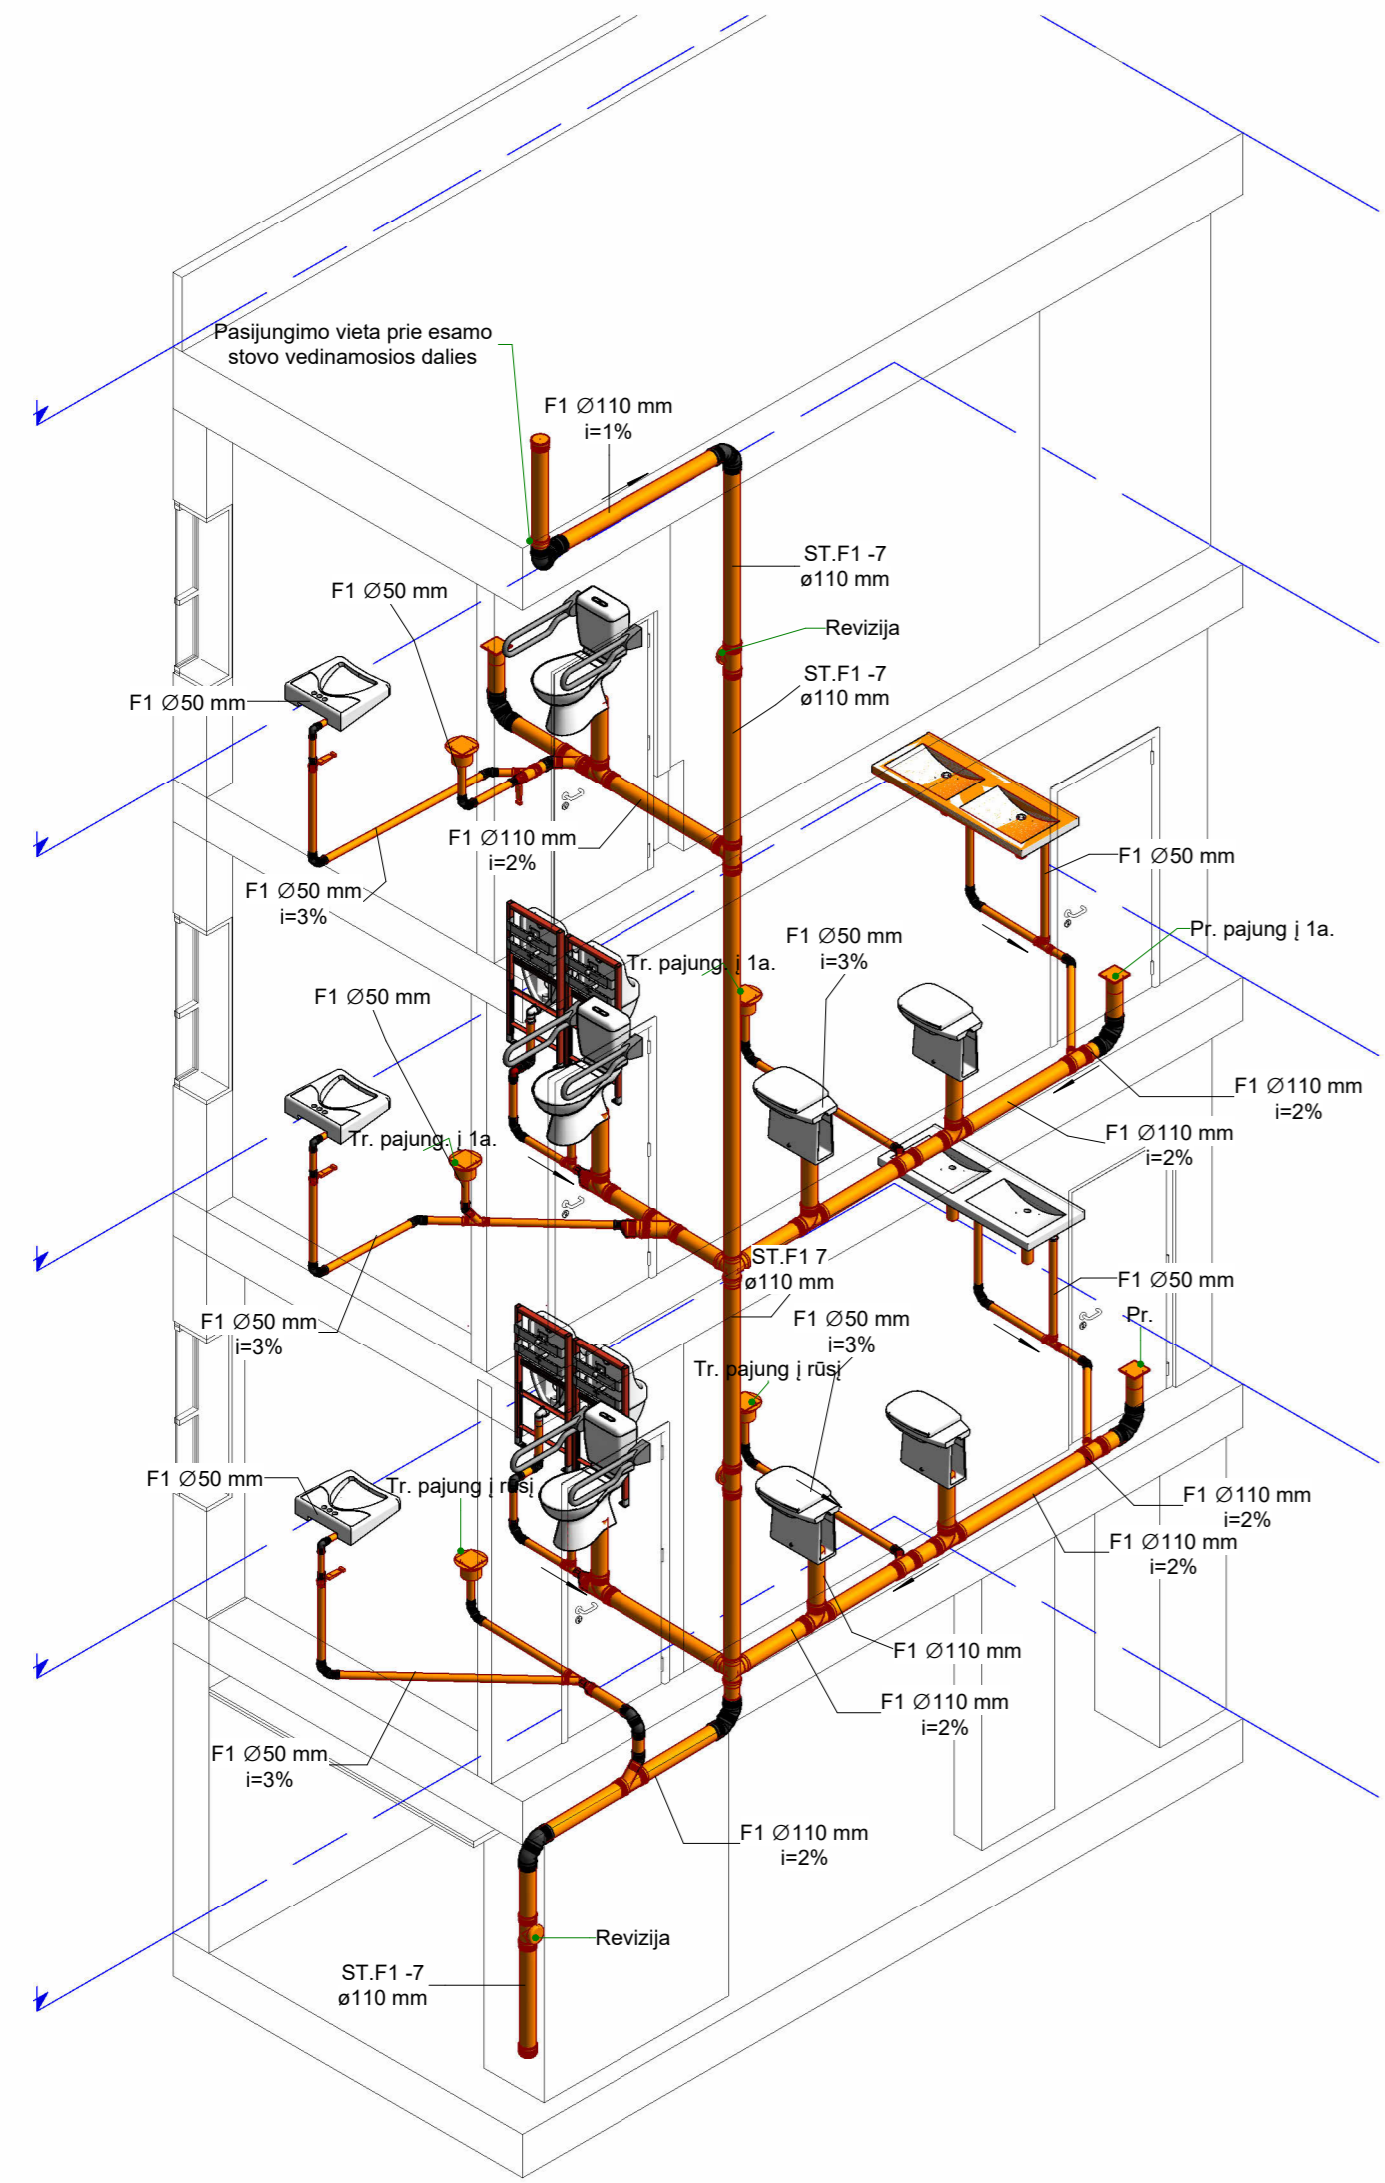 Pasijungimo vieta prie esamo
stovo vedinamosios dalies
F1 ∅110 mm
i=1%
ST.F1 -7
ø110 mm
F1 ∅50 mm
Revizija
ST.F1 -7
ø110 mm
F1 ∅50 mm
F1 ∅110 mm
i=2%
F1 ∅50 mm
F1 ∅50 mm
i=3%
Pr. pajung į 1a.
F1 ∅50 mm
i=3%
Tr. pajung. į 1a.
F1 ∅50 mm
F1 ∅110 mm
i=2%
F1 ∅110 mm
i=2%
Tr. pajung. į 1a.
ST.F1 7
ø110 mm
F1 ∅50 mm
F1 ∅50 mm
i=3%
F1 ∅50 mm
i=3%
Pr.
Tr. pajung į rūsį
F1 ∅50 mm
Tr. pajung į rūsį
F1 ∅110 mm
i=2%
F1 ∅110 mm
i=2%
F1 ∅110 mm
F1 ∅110 mm
i=2%
F1 ∅50 mm
i=3%
F1 ∅110 mm
i=2%
Revizija
ST.F1 -7
ø110 mm